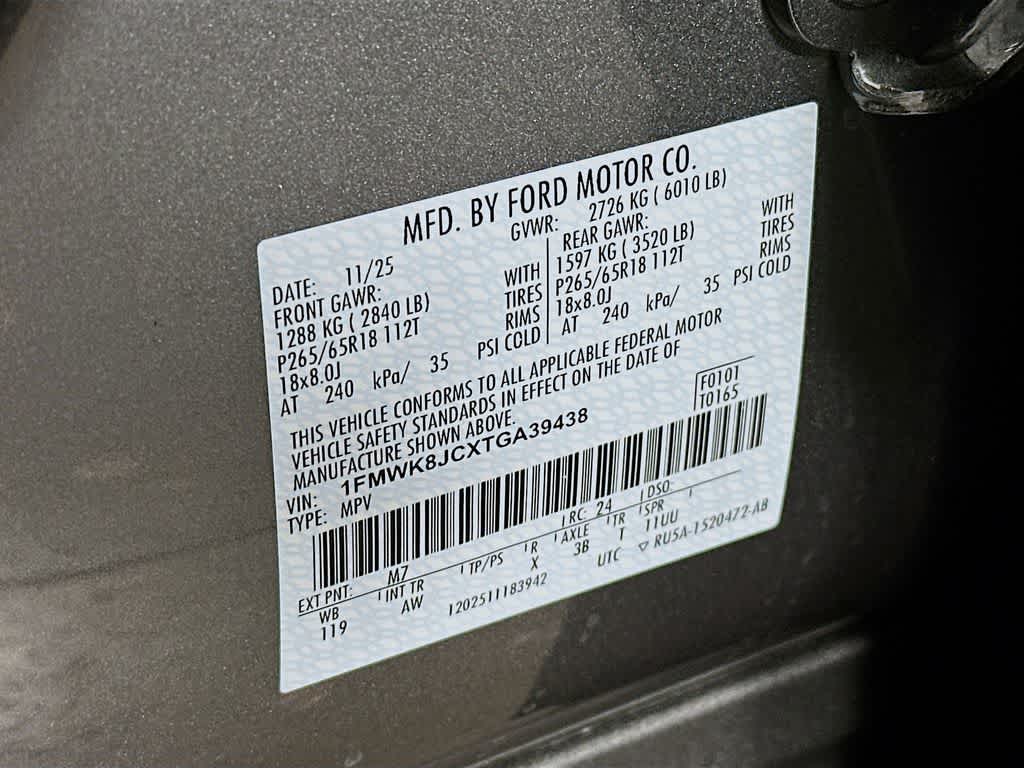 MFD. BY FORD MOTOR CO.
DATE: 11/25
GVWR: 2726 KG ( 6010 LB)
FRONT GAWR:
1288 KG ( 2840 LB) WITH
P265/65R18 112T TIRES
18x8.0J RIMS
AT 240 kPa/ 35 PSI COLD
REAR GAWR:
1597 KG ( 3520 LB) WITH
P265/65R18 112T TIRES
18x8.0J RIMS
AT 240 kPa/ 35 PSI COLD
THIS VEHICLE CONFORMS TO ALL APPLICABLE FEDERAL MOTOR
VEHICLE SAFETY STANDARDS IN EFFECT ON THE DATE OF
MANUFACTURE SHOWN ABOVE.
VIN: 1FMWK8JCXTGA39438
TYPE: MPV
F0101
T0165
EXT PNT: M7 RC: 24 DSO:
WB INT TR TP/PS R AXLE TR SPR
119 AW X 3B T 11UU
1202511183942 UTC ▽ RU5A-1520472-AB